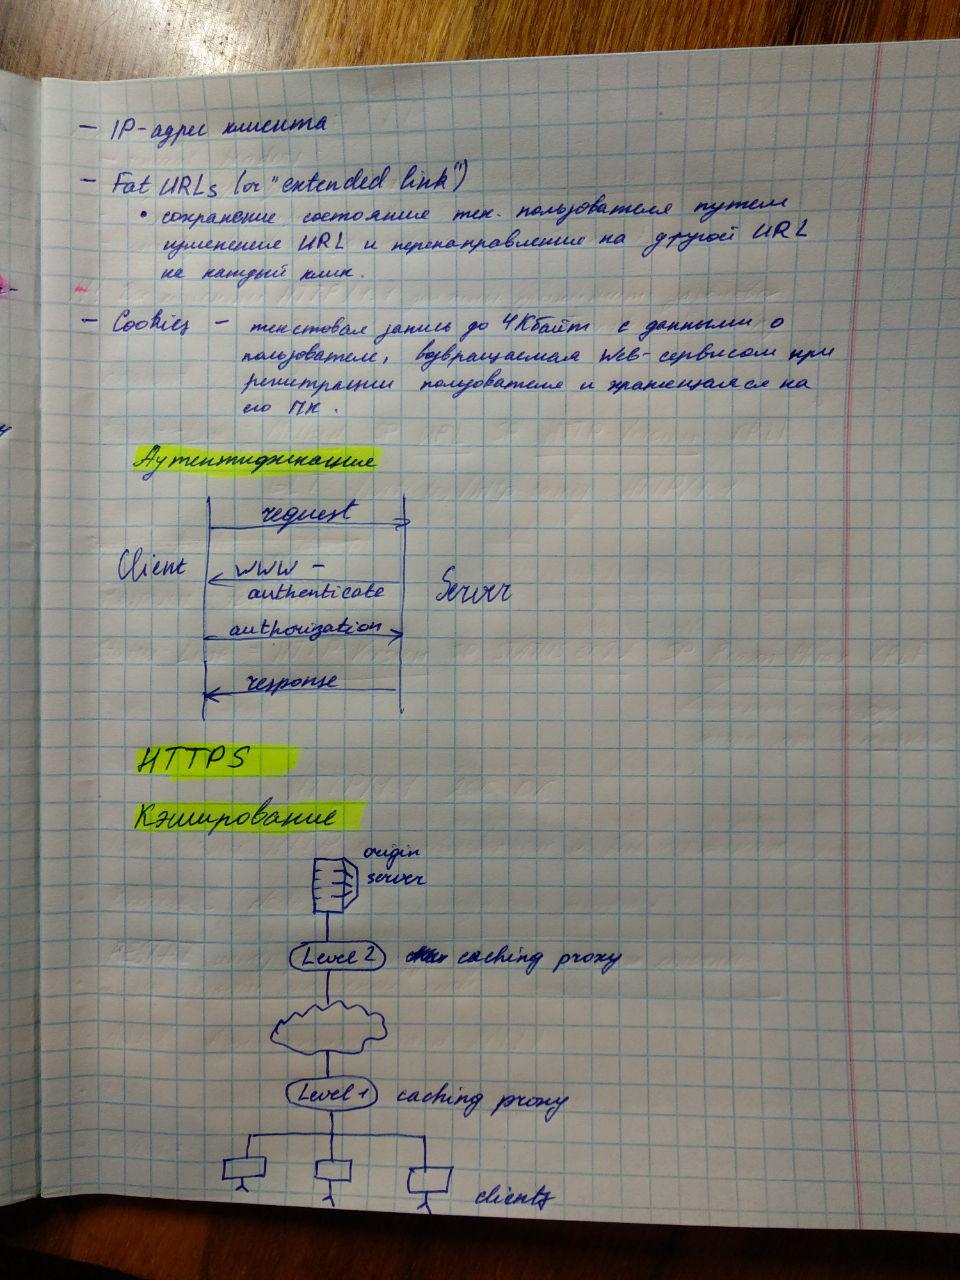 - IP-адрес клиента
- Fat URLs (or "extended link")
• сохранение состояния тек. пользователя путем
изменения URL и перенаправление на другой URL
на каждый клик.
- Cookies - текстовая запись до 4Кбайт с данными о
пользователе, возвращаемая Web-сервисом при
регистрации пользователя и хранящаяся на
его ПК.
Аутентификация
request
Client
www-
authenticate
Server
authorization
response
HTTPS
Кэширование
origin
server
Level 2 caching proxy
Level 1 caching proxy
clients